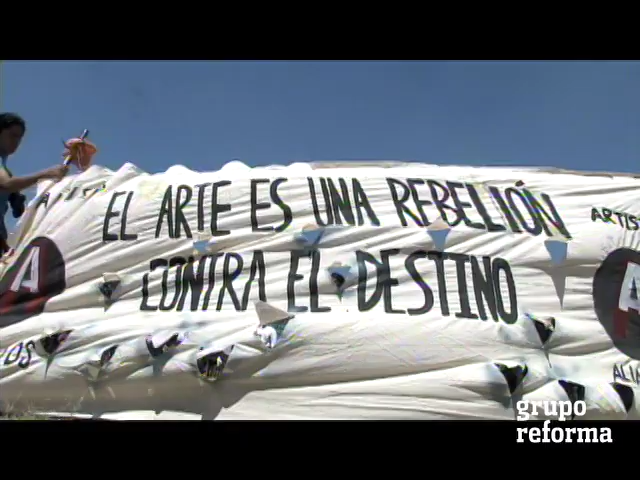 EL ARTE ES UNA REBELIÓN
CONTRA EL DESTINO
A
A
grupo
reforma